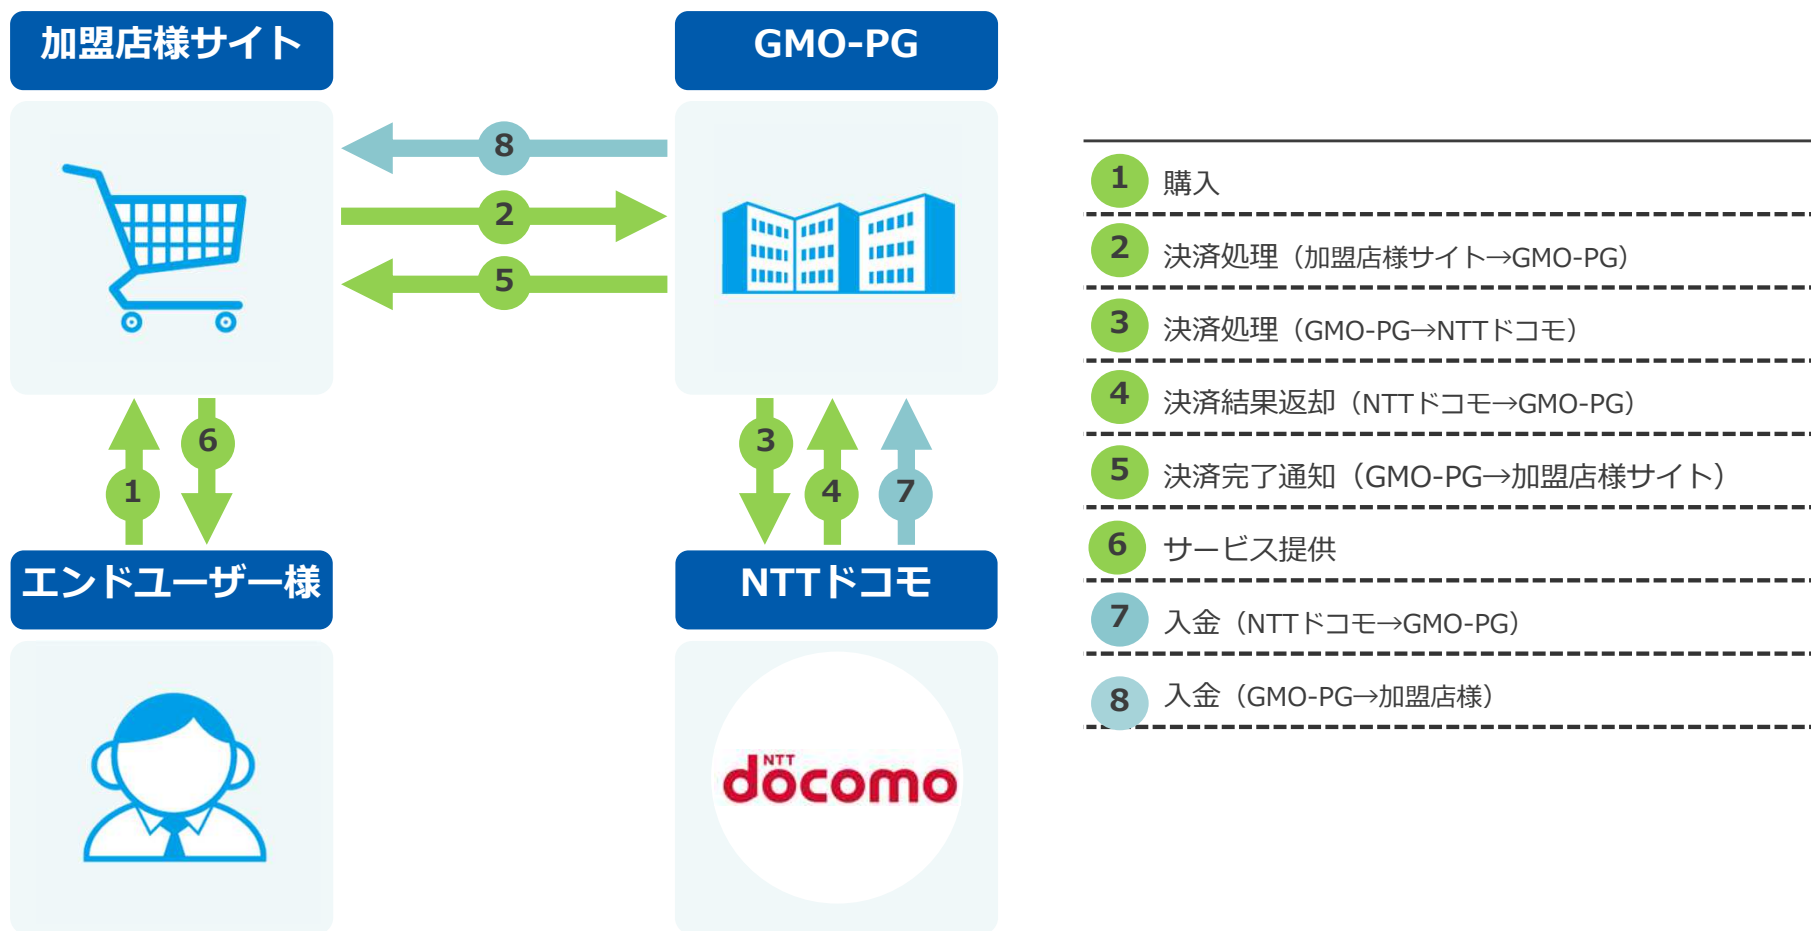 加盟店様サイト
GMO-PG
8
2
5
6
1
3
4
7
エンドユーザー様
NTTドコモ
NTT
döcomo
1 購入
2 決済処理（加盟店様サイト→GMO-PG）
3 決済処理（GMO-PG→NTTドコモ）
4 決済結果返却（NTTドコモ→GMO-PG）
5 決済完了通知（GMO-PG→加盟店様サイト）
6 サービス提供
7 入金（NTTドコモ→GMO-PG）
8 入金（GMO-PG→加盟店様）